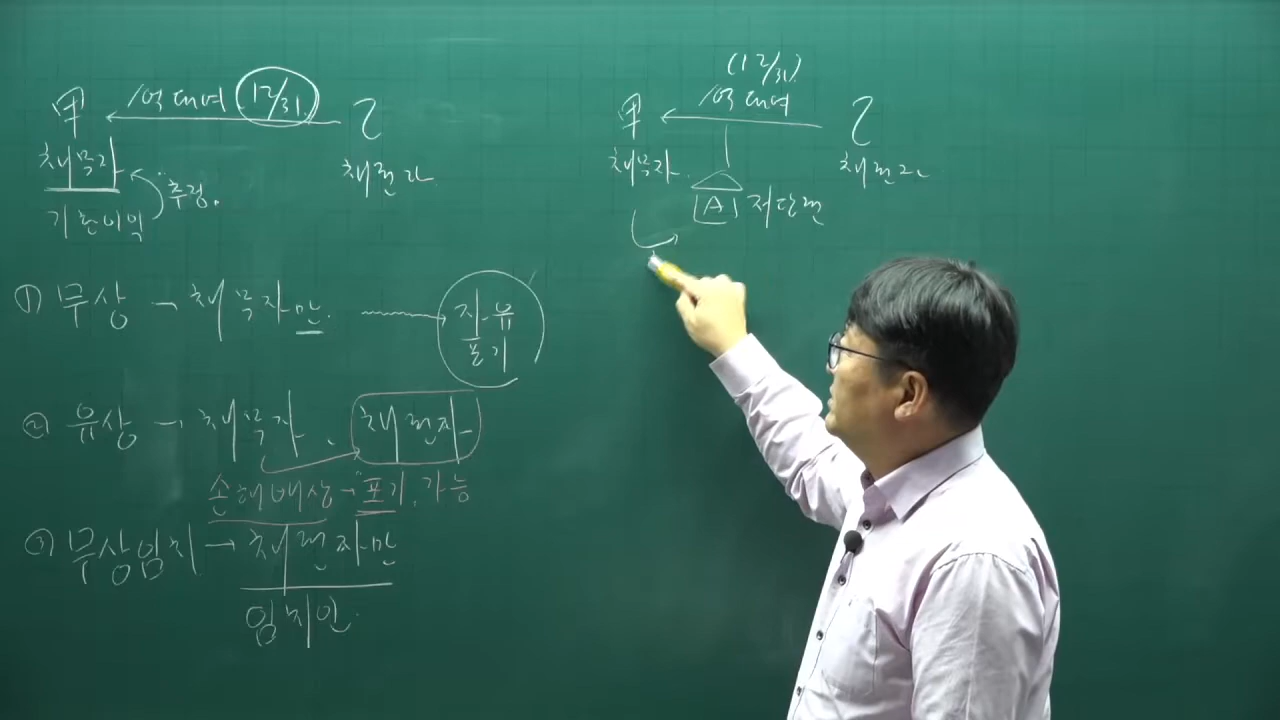 甲 1억 대여 12/31. 乙
채무자 채권자
기한이익 추정.
① 무상 → 채무자만. 자유 포기
② 유상 → 채무자, 채권자
손해배상 → 포기 가능
③ 무상임치 → 채권자만
임치인.
(12/31)
甲 1억 대여 乙
채무자. 채권자
A 저당권